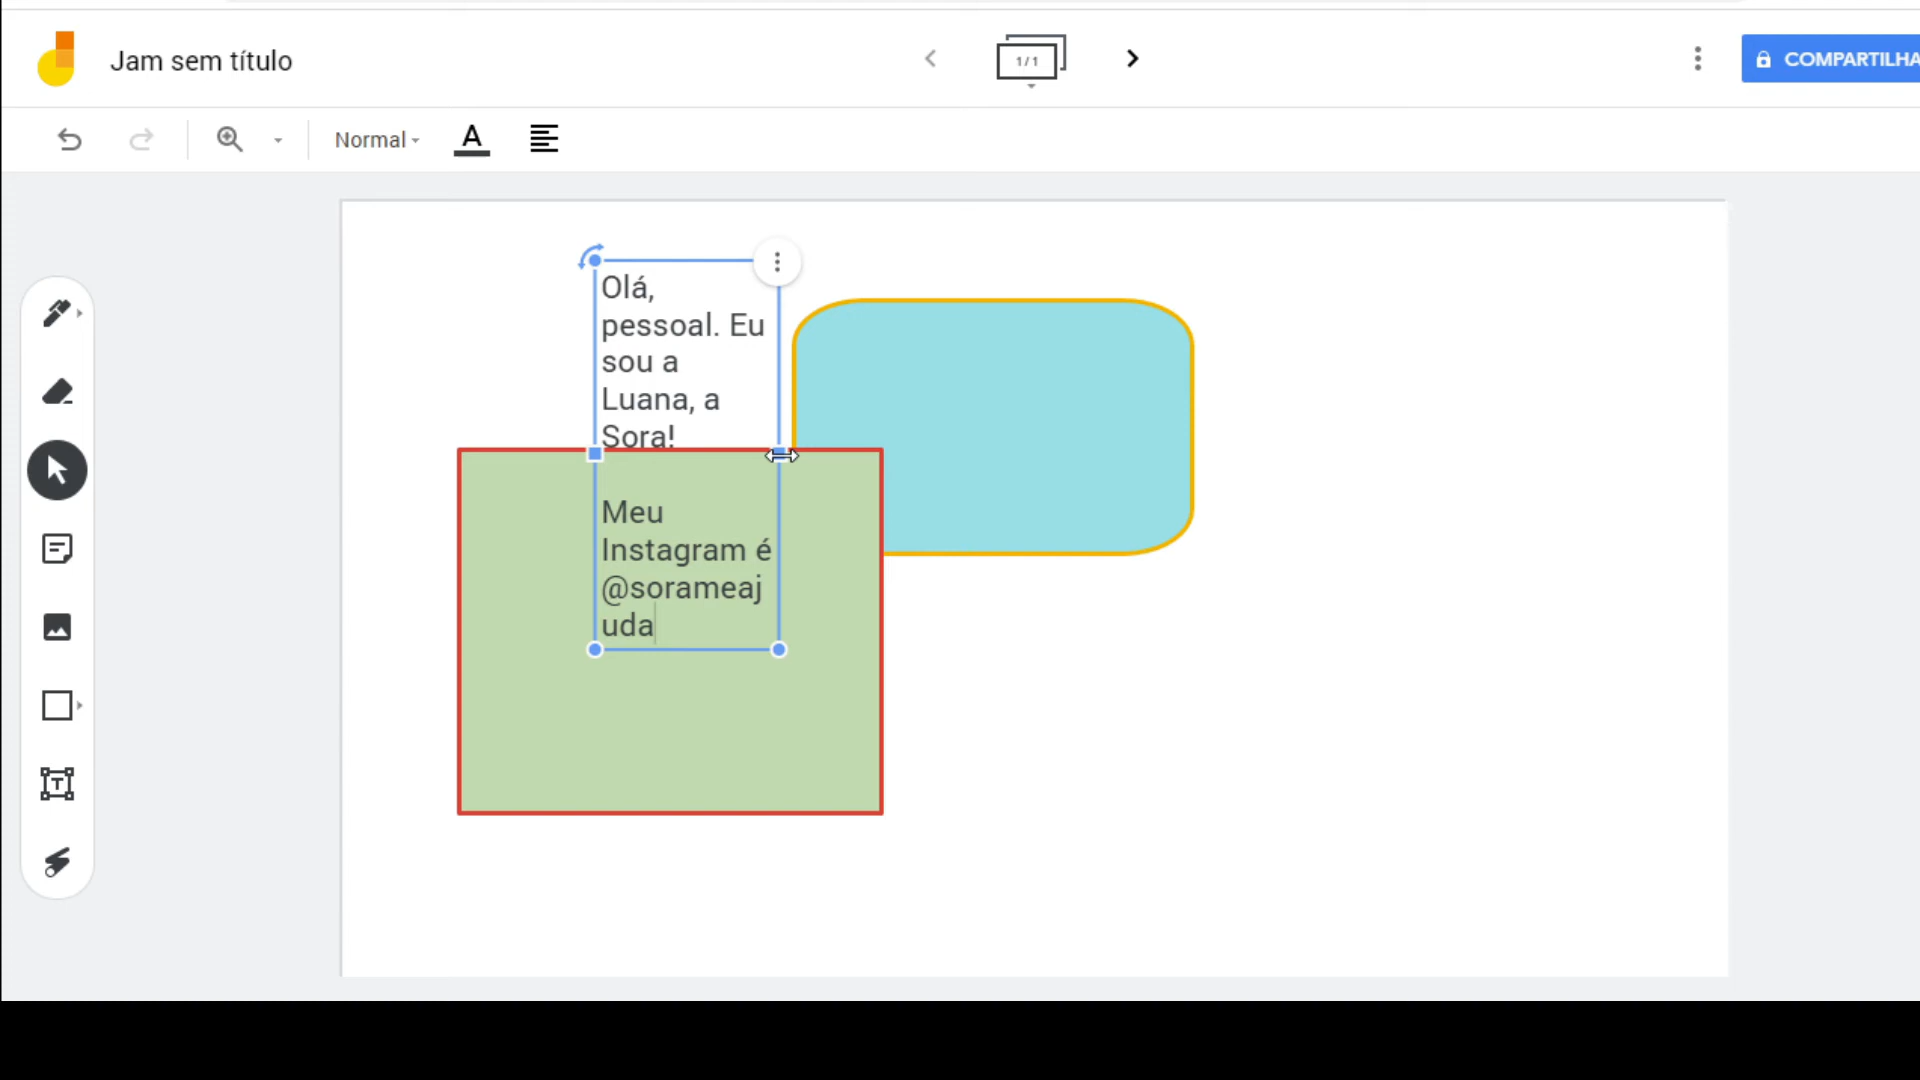 Jam sem título
1/1
COMPARTILHA
Normal
A
Olá,
pessoal. Eu
sou a
Luana, a
Sora!
Meu
Instagram é
@sorameaj
uda